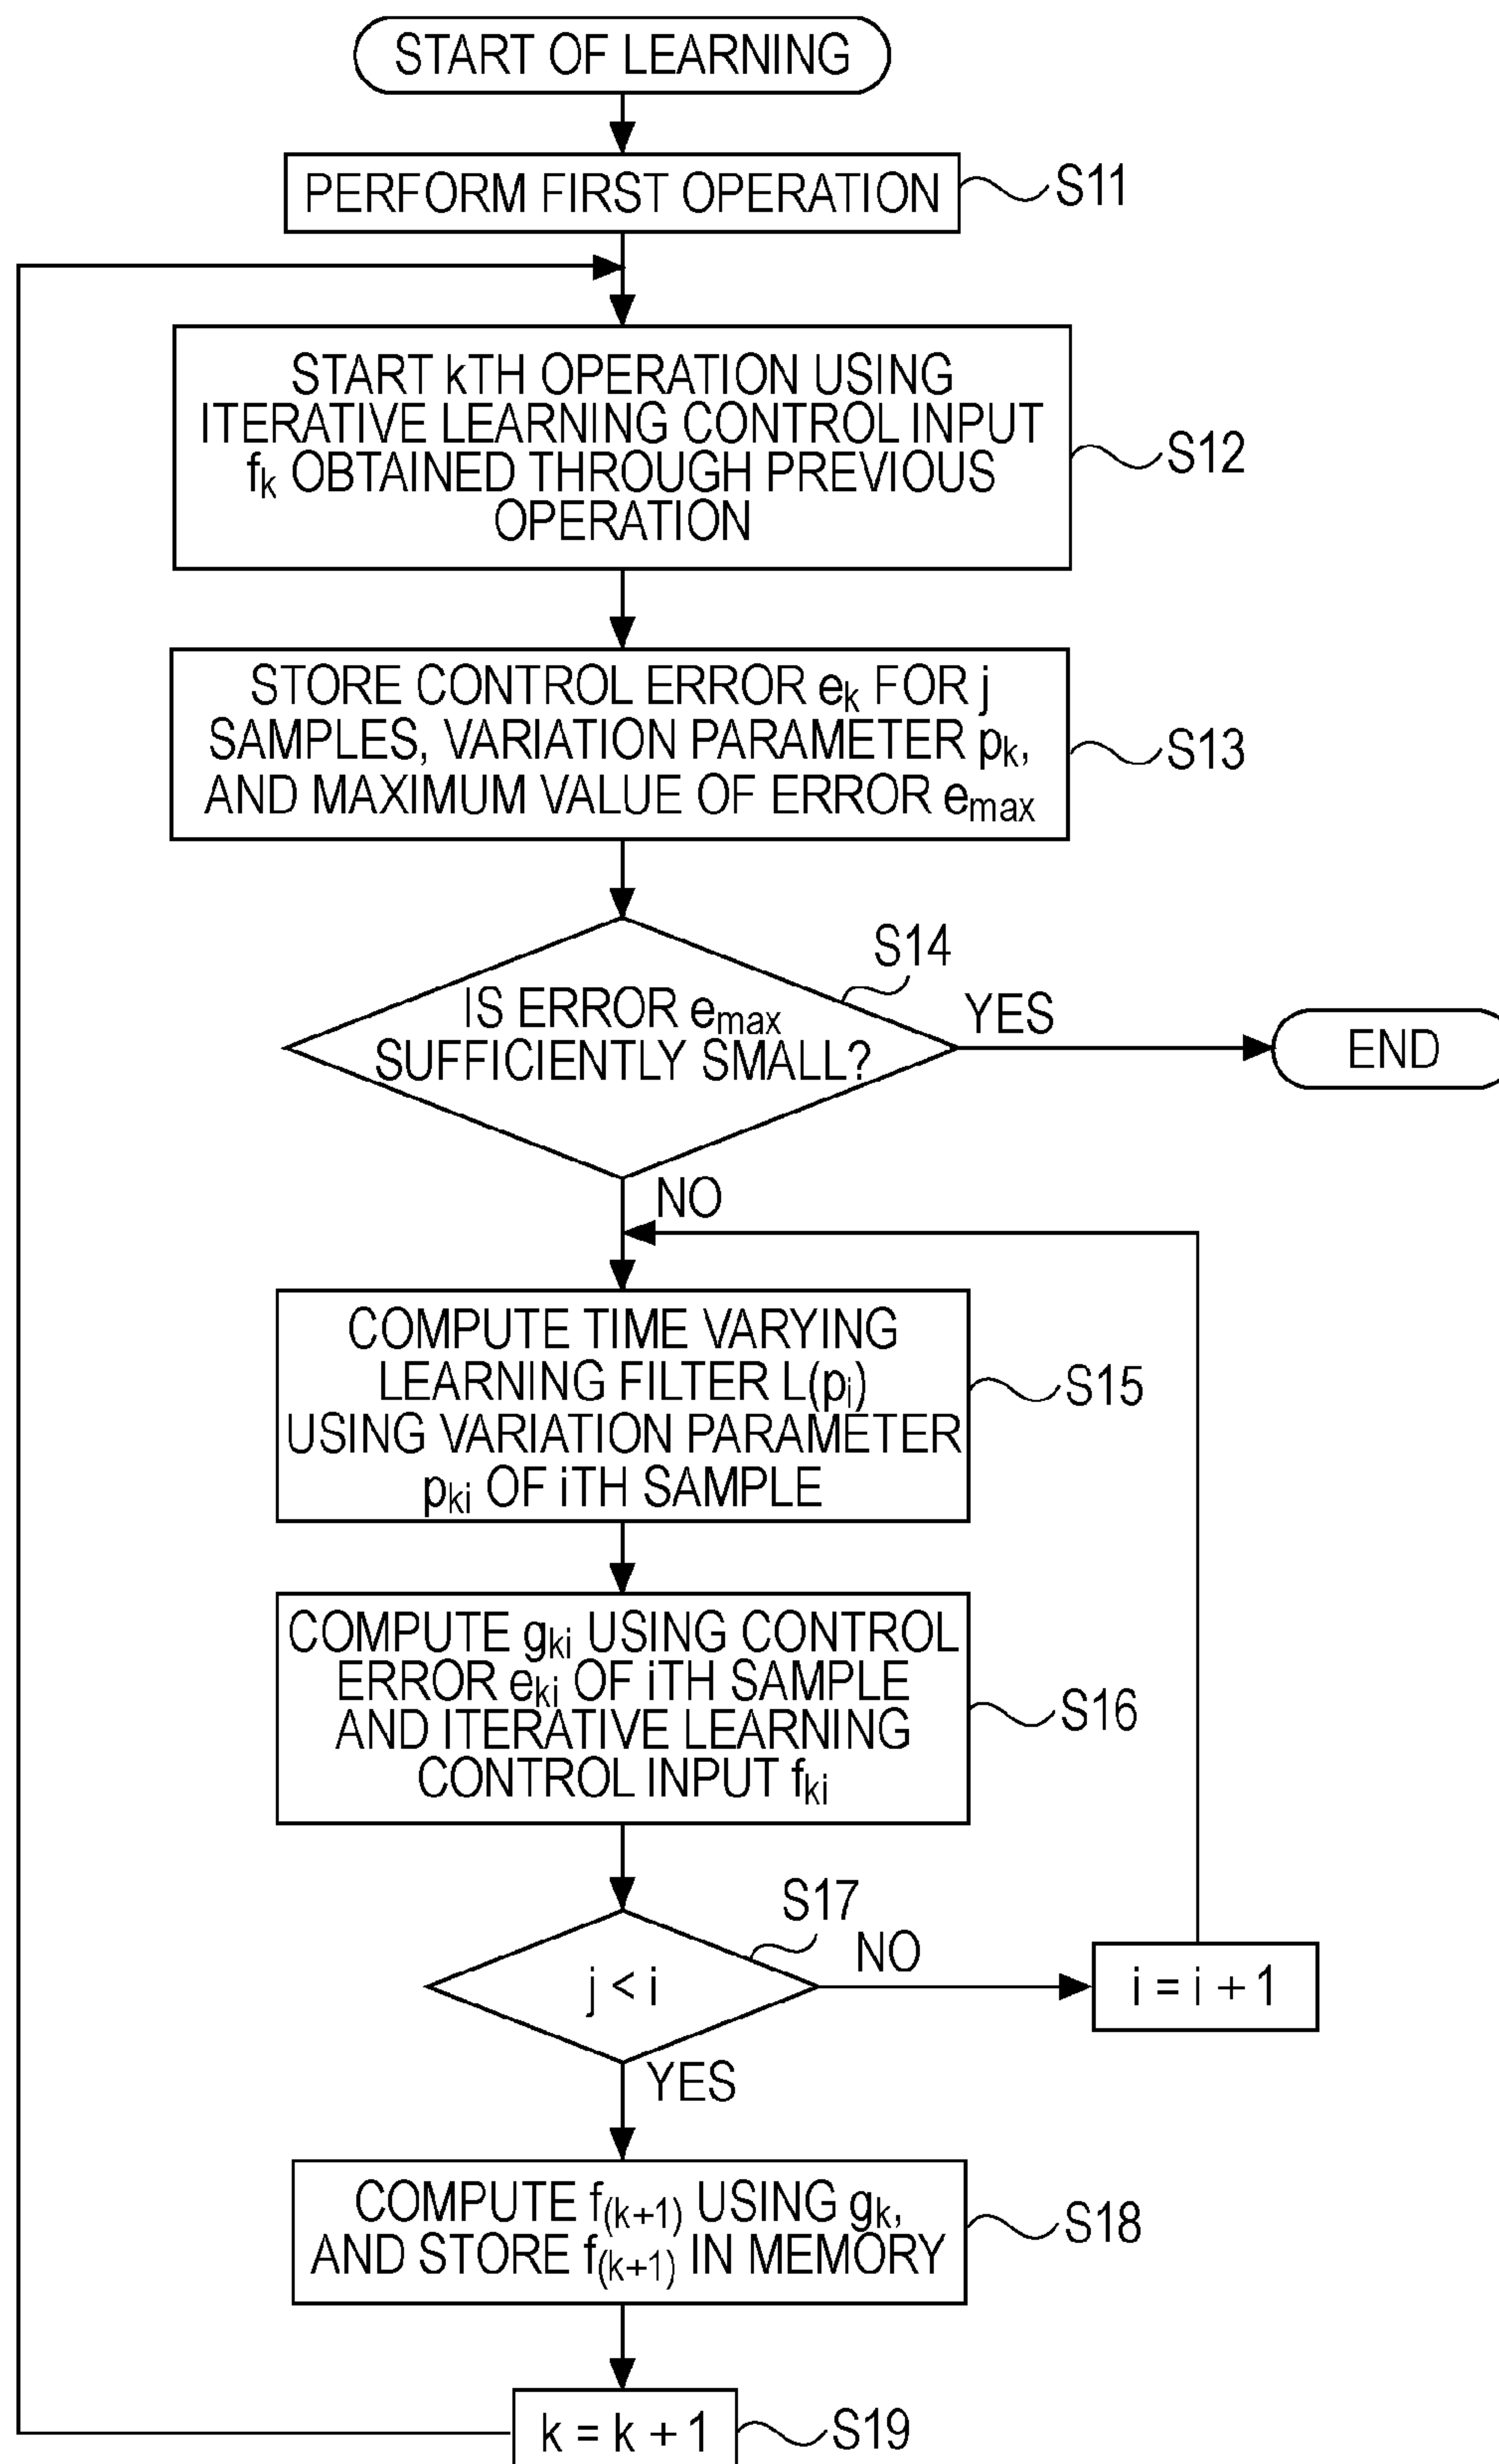 START OF LEARNING
PERFORM FIRST OPERATION
S11
START kTH OPERATION USING
ITERATIVE LEARNING CONTROL INPUT
fk OBTAINED THROUGH PREVIOUS
OPERATION
S12
STORE CONTROL ERROR ek FOR j
SAMPLES, VARIATION PARAMETER pk,
AND MAXIMUM VALUE OF ERROR emax
S13
S14
IS ERROR emax
SUFFICIENTLY SMALL?
YES
END
NO
COMPUTE TIME VARYING
LEARNING FILTER L(pi)
USING VARIATION PARAMETER
pki OF iTH SAMPLE
S15
COMPUTE gki USING CONTROL
ERROR eki OF iTH SAMPLE
AND ITERATIVE LEARNING
CONTROL INPUT fki
S16
S17
j < i
NO
i = i + 1
YES
COMPUTE f(k+1) USING gk,
AND STORE f(k+1) IN MEMORY
S18
k = k + 1
S19